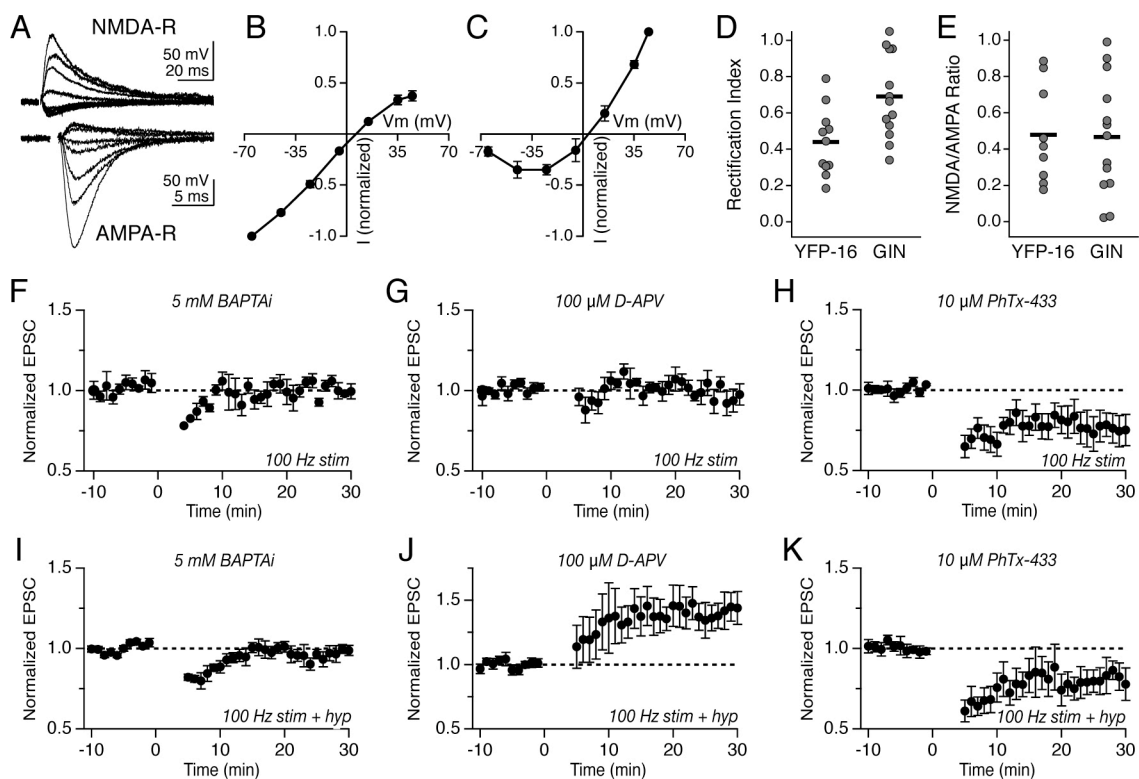 A B C D E
NMDA-R
50 mV
20 ms
50 mV
5 ms
AMPA-R
1.0
0.5
Vm (mV)
-70 -35 35 70
-0.5
-1.0
I (normalized)
1.0
0.5
Vm (mV)
-70 -35 35 70
-0.5
-1.0
I (normalized)
Rectification Index
1.0
0.8
0.6
0.4
0.2
0.0
YFP-16 GIN
NMDA/AMPA Ratio
1.0
0.8
0.6
0.4
0.2
0.0
YFP-16 GIN
F
5 mM BAPTAi
Normalized EPSC
1.5
1.0
0.5
100 Hz stim
-10 0 10 20 30
Time (min)
G
100 µM D-APV
Normalized EPSC
1.5
1.0
0.5
100 Hz stim
-10 0 10 20 30
Time (min)
H
10 µM PhTx-433
Normalized EPSC
1.5
1.0
0.5
100 Hz stim
-10 0 10 20 30
Time (min)
I
5 mM BAPTAi
Normalized EPSC
1.5
1.0
0.5
100 Hz stim + hyp
-10 0 10 20 30
Time (min)
J
100 µM D-APV
Normalized EPSC
1.5
1.0
0.5
100 Hz stim + hyp
-10 0 10 20 30
Time (min)
K
10 µM PhTx-433
Normalized EPSC
1.5
1.0
0.5
100 Hz stim + hyp
-10 0 10 20 30
Time (min)